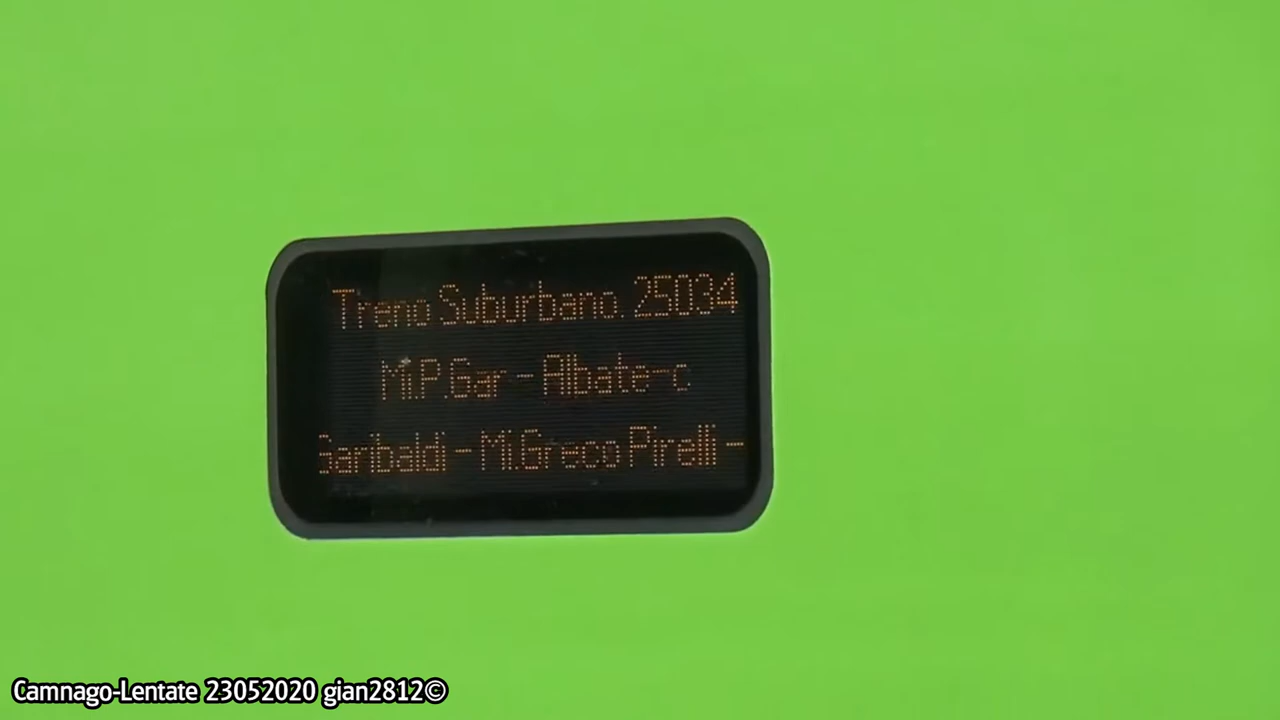 Treno Suburbano. 25034
Mi.P.Gar - Albate-c
Garibaldi - Mi.Greco Pirelli -
Camnago-Lentate 23052020 gian2812©